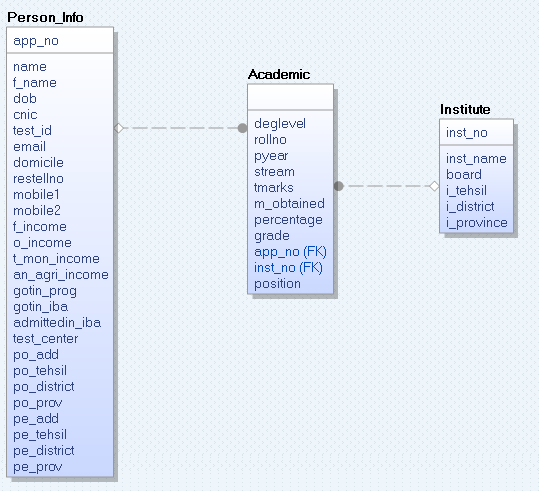 Person_Info
app_no
name
f_name
dob
cnic
test_id
email
domicile
restellno
mobile1
mobile2
f_income
o_income
t_mon_income
an_agri_income
gotin_prog
gotin_iba
admittedin_iba
test_center
po_add
po_tehsil
po_district
po_prov
pe_add
pe_tehsil
pe_district
pe_prov
Academic
deglevel
rollno
pyear
stream
tmarks
m_obtained
percentage
grade
app_no (FK)
inst_no (FK)
position
Institute
inst_no
inst_name
board
i_tehsil
i_district
i_province